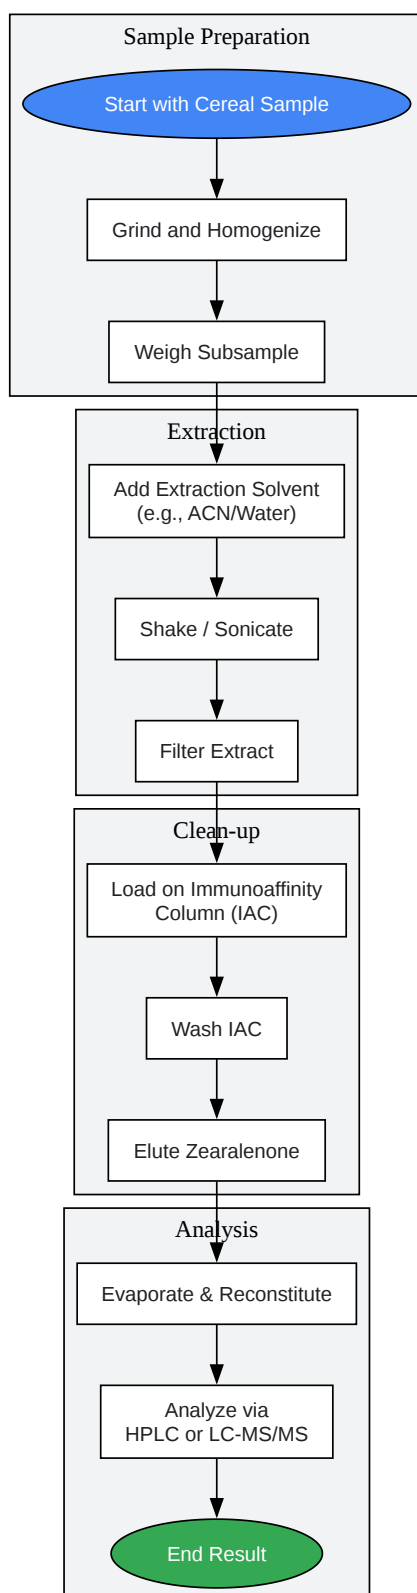 Sample Preparation
Start with Cereal Sample
Grind and Homogenize
Weigh Subsample
Extraction
Add Extraction Solvent
(e.g., ACN/Water)
Shake / Sonicate
Filter Extract
Clean-up
Load on Immunoaffinity
Column (IAC)
Wash IAC
Elute Zearalenone
Analysis
Evaporate & Reconstitute
Analyze via
HPLC or LC-MS/MS
End Result